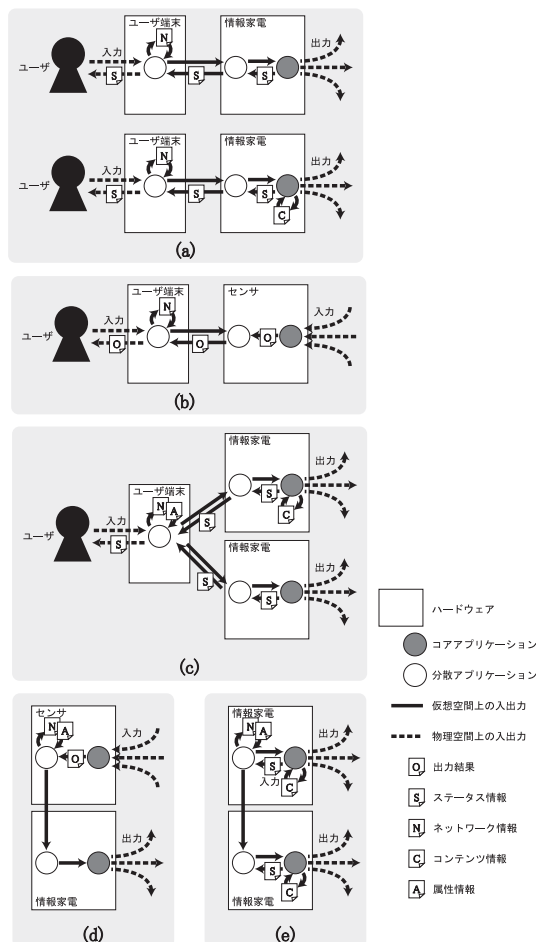 ユーザ端末
情報家電
ユーザ
入力
N
S
S
S
出力
ユーザ端末
情報家電
ユーザ
入力
N
S
S
S
C
出力
(a)
ユーザ端末
センサ
ユーザ
入力
N
O
O
O
入力
(b)
情報家電
出力
S
C
ユーザ端末
N
A
ユーザ
入力
S
S
S
情報家電
出力
S
(c)
ハードウェア
コアアプリケーション
分散アプリケーション
仮想空間上の入出力
物理空間上の入出力
O 出力結果
S ステータス情報
N ネットワーク情報
C コンテンツ情報
A 属性情報
センサ
N
A
O
入力
出力
情報家電
(d)
情報家電
N
A
S
入力
C
出力
S
C
出力
情報家電
(e)